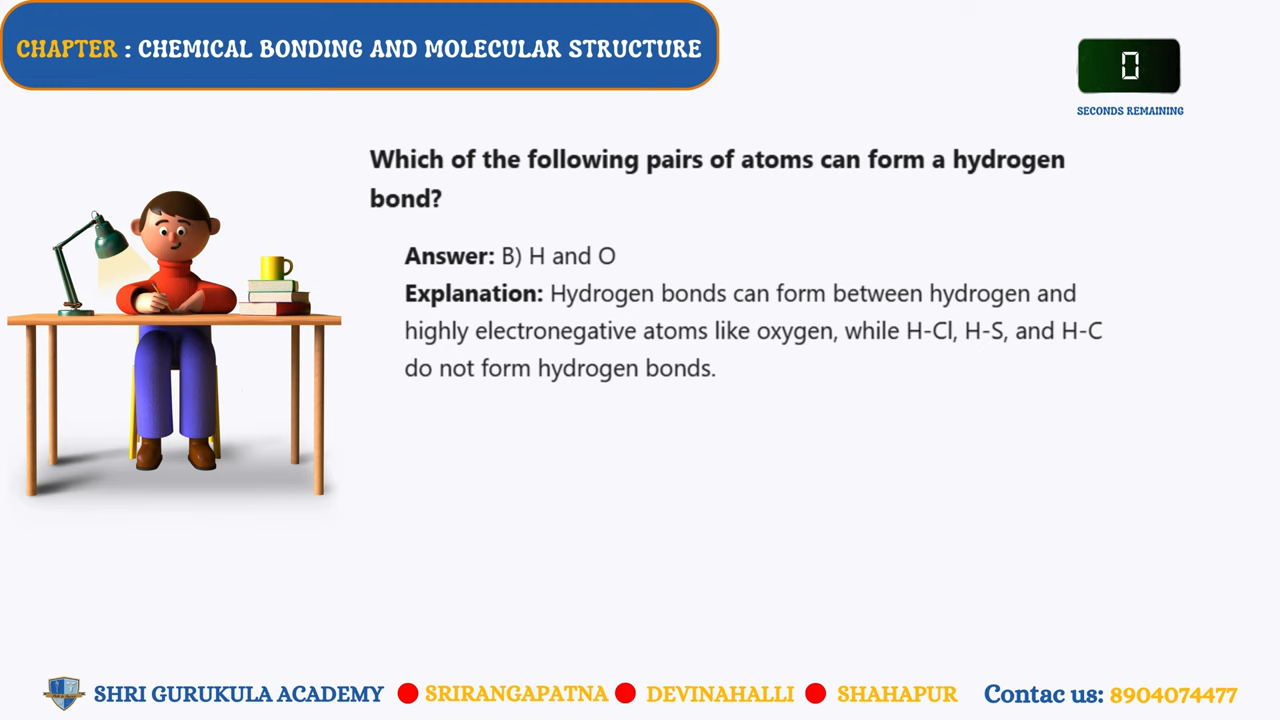 CHAPTER : CHEMICAL BONDING AND MOLECULAR STRUCTURE
0
SECONDS REMAINING
Which of the following pairs of atoms can form a hydrogen
bond?
Answer: B) H and O
Explanation: Hydrogen bonds can form between hydrogen and
highly electronegative atoms like oxygen, while H-Cl, H-S, and H-C
do not form hydrogen bonds.
SHRI GURUKULA ACADEMY SRIRANGAPATNA DEVINAHALLI SHAHAPUR Contac us: 8904074477